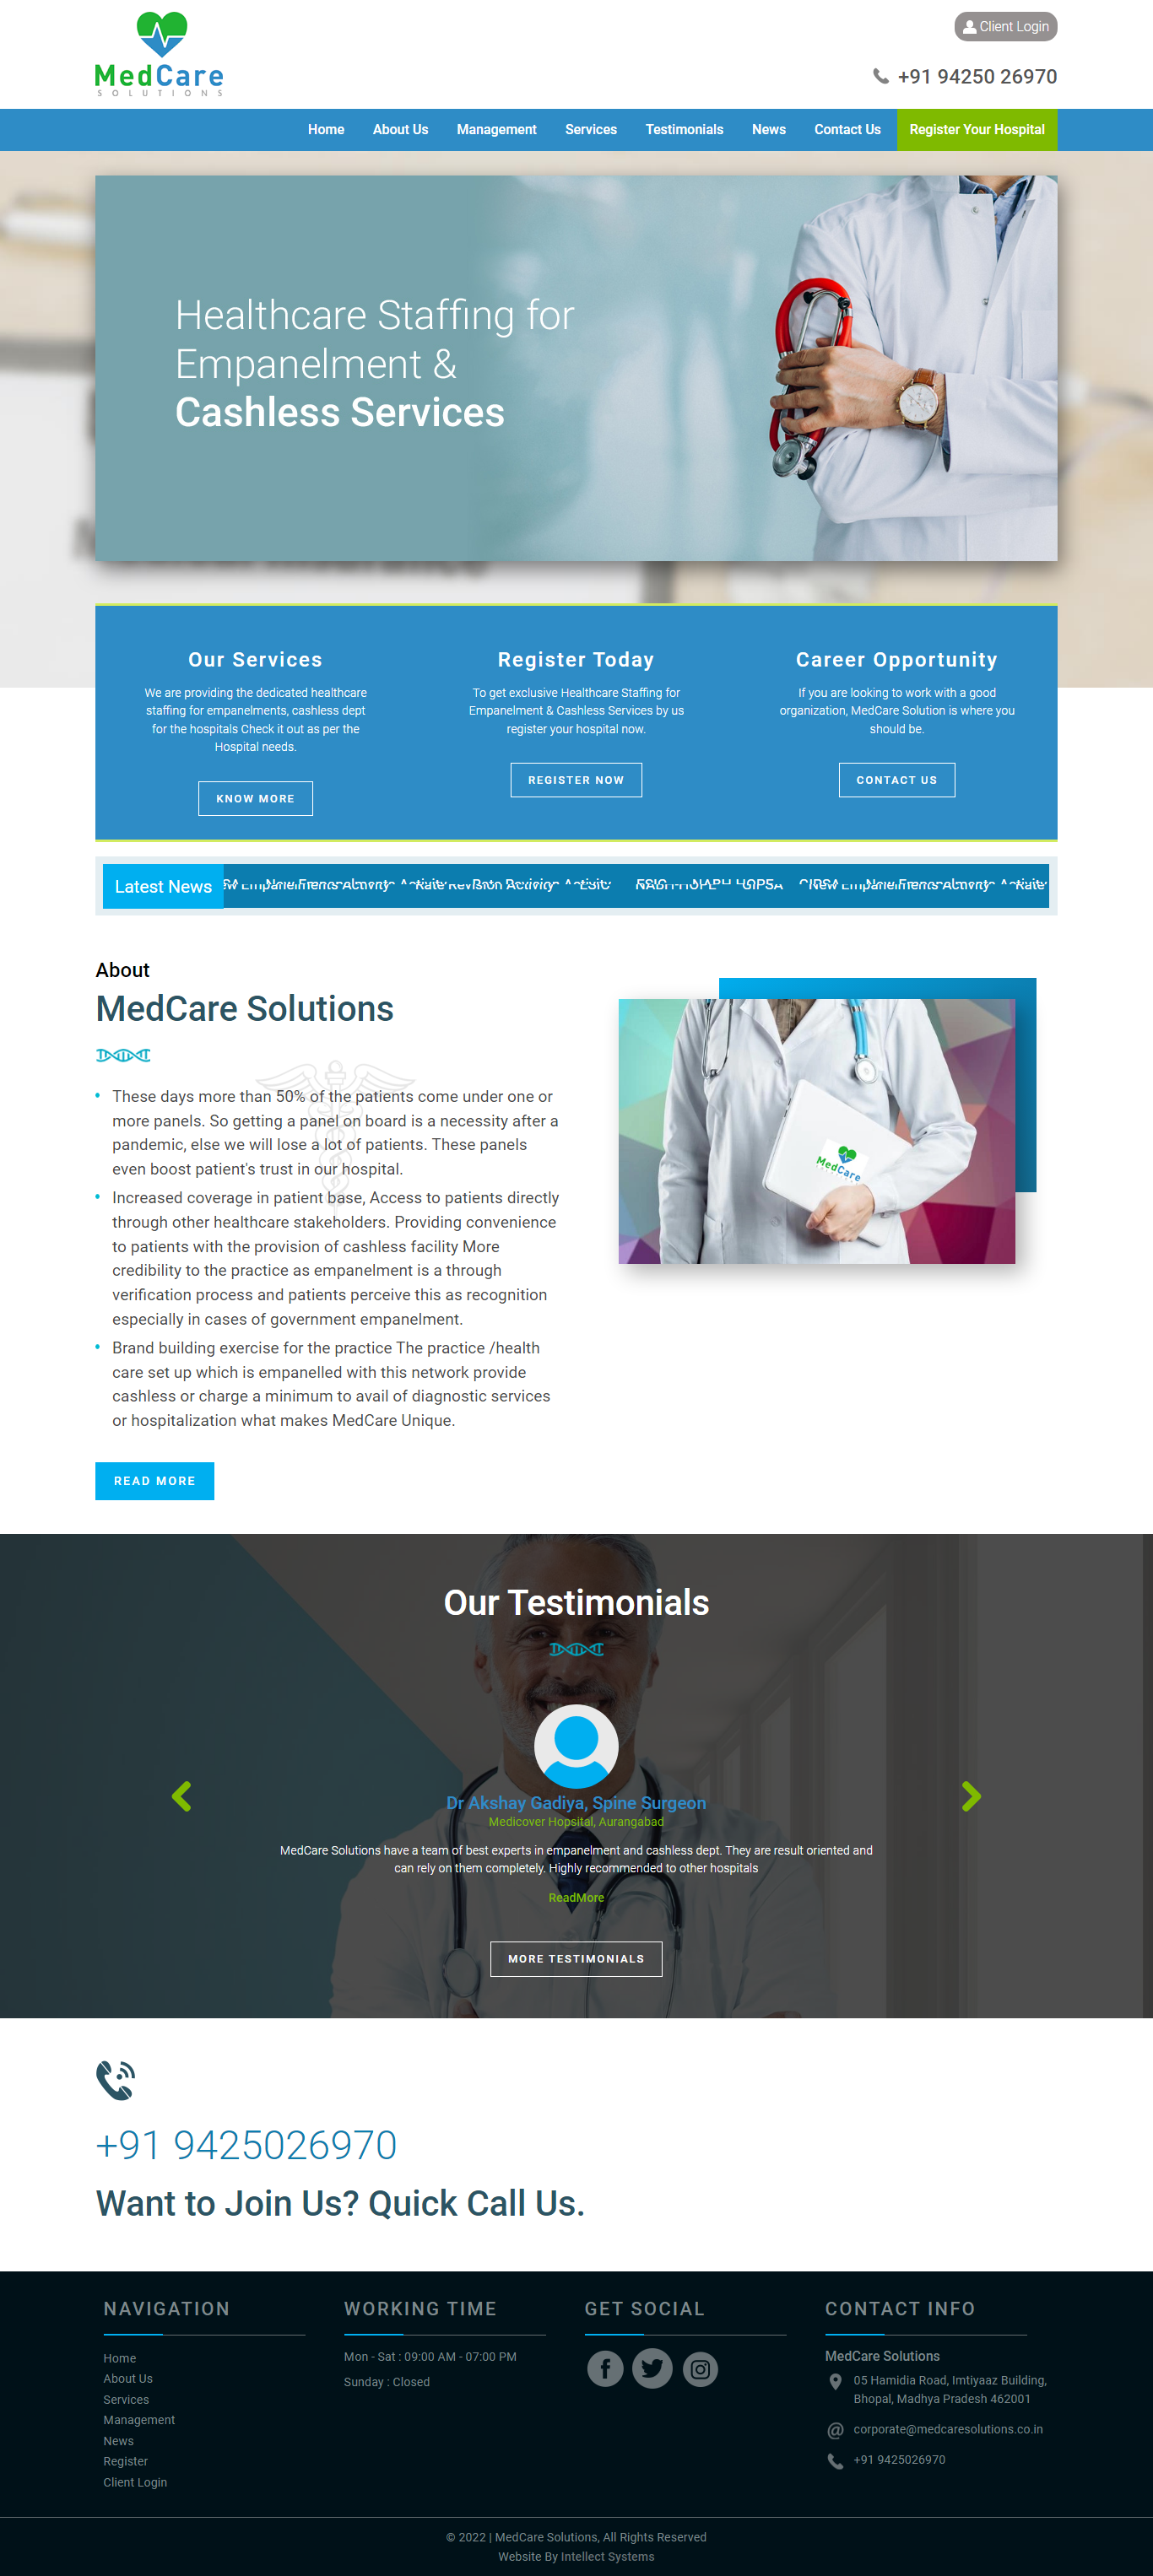 MedCare
SOLUTIONS
Client Login
+91 94250 26970
Home About Us Management Services Testimonials News Contact Us Register Your Hospital
Healthcare Staffing for
Empanelment &
Cashless Services
Our Services
We are providing the dedicated healthcare
staffing for empanelments, cashless dept
for the hospitals Check it out as per the
Hospital needs.
KNOW MORE
Register Today
To get exclusive Healthcare Staffing for
Empanelment & Cashless Services by us
register your hospital now.
REGISTER NOW
Career Opportunity
If you are looking to work with a good
organization, MedCare Solution is where you
should be.
CONTACT US
Latest News
About
MedCare Solutions
These days more than 50% of the patients come under one or
more panels. So getting a panel on board is a necessity after a
pandemic, else we will lose a lot of patients. These panels
even boost patient's trust in our hospital.
Increased coverage in patient base, Access to patients directly
through other healthcare stakeholders. Providing convenience
to patients with the provision of cashless facility More
credibility to the practice as empanelment is a through
verification process and patients perceive this as recognition
especially in cases of government empanelment.
Brand building exercise for the practice The practice /health
care set up which is empanelled with this network provide
cashless or charge a minimum to avail of diagnostic services
or hospitalization what makes MedCare Unique.
READ MORE
MedCare
Our Testimonials
Dr Akshay Gadiya, Spine Surgeon
Medicover Hopsital, Aurangabad
MedCare Solutions have a team of best experts in empanelment and cashless dept. They are result oriented and
can rely on them completely. Highly recommended to other hospitals
ReadMore
MORE TESTIMONIALS
+91 9425026970
Want to Join Us? Quick Call Us.
NAVIGATION
Home
About Us
Services
Management
News
Register
Client Login
WORKING TIME
Mon - Sat : 09:00 AM - 07:00 PM
Sunday : Closed
GET SOCIAL
CONTACT INFO
MedCare Solutions
05 Hamidia Road, Imtiyaaz Building,
Bhopal, Madhya Pradesh 462001
corporate@medcaresolutions.co.in
+91 9425026970
© 2022 | MedCare Solutions, All Rights Reserved
Website By Intellect Systems